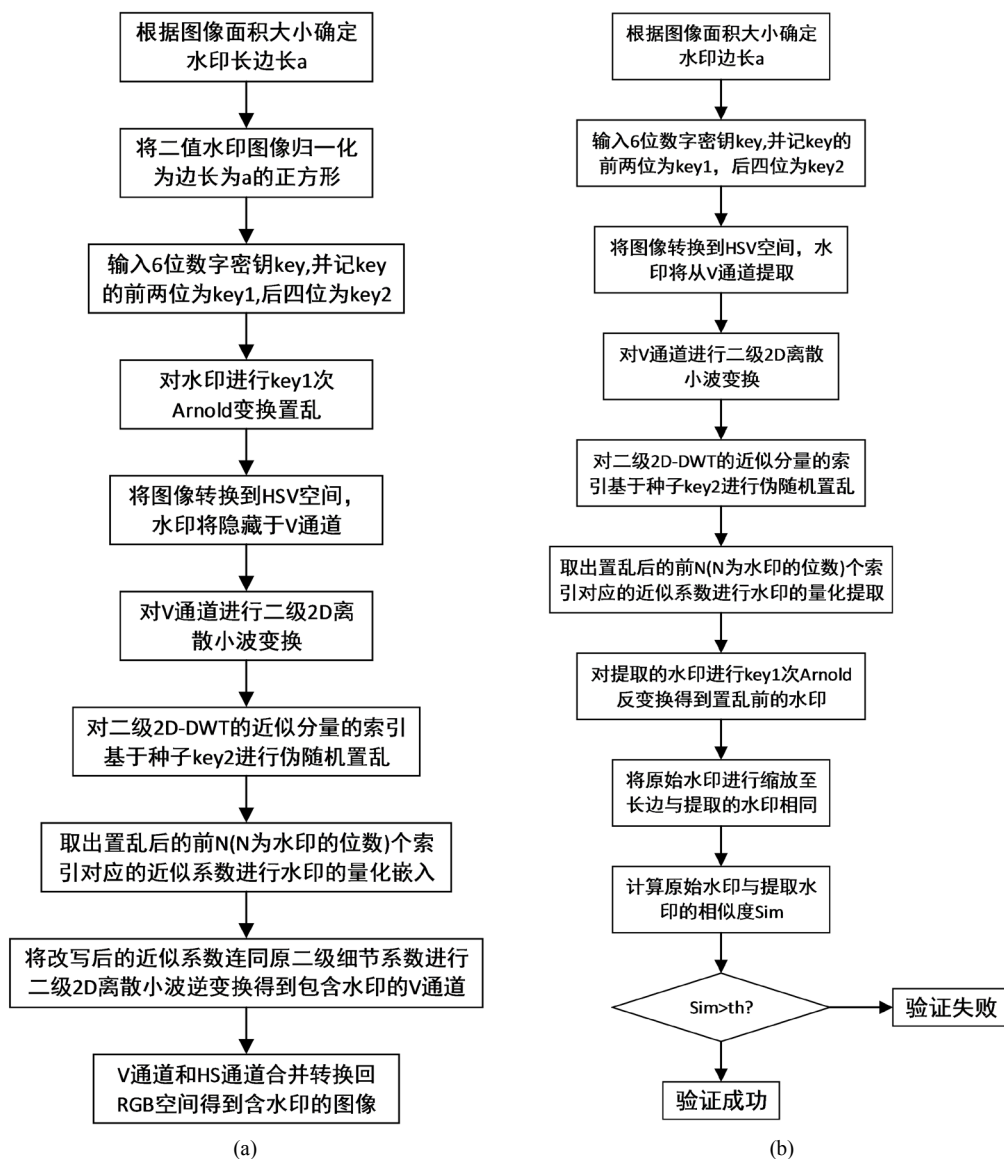 根据图像面积大小确定
水印长边长a
将二值水印图像归一化
为边长为a的正方形
输入6位数字密钥key,并记key
的前两位为key1,后四位为key2
对水印进行key1次
Arnold变换置乱
将图像转换到HSV空间，
水印将隐藏于V通道
对V通道进行二级2D离
散小波变换
对二级2D-DWT的近似分量的索引
基于种子key2进行伪随机置乱
取出置乱后的前N(N为水印的位数)个索
引对应的近似系数进行水印的量化嵌入
将改写后的近似系数连同原二级细节系数进行
二级2D离散小波逆变换得到包含水印的V通道
V通道和HS通道合并转换回
RGB空间得到含水印的图像
(a)
根据图像面积大小确定
水印边长a
输入6位数字密钥key,并记key的
前两位为key1，后四位为key2
将图像转换到HSV空间，水
印将从V通道提取
对V通道进行二级2D离散
小波变换
对二级2D-DWT的近似分量的索
引基于种子key2进行伪随机置乱
取出置乱后的前N(N为水印的位数)个索
引对应的近似系数进行水印的量化提取
对提取的水印进行key1次Arnold
反变换得到置乱前的水印
将原始水印进行缩放至
长边与提取的水印相同
计算原始水印与提取水
印的相似度Sim
Sim>th?
验证失败
验证成功
(b)